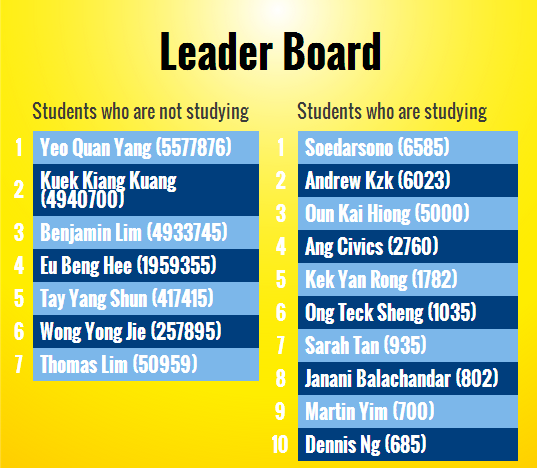 Leader Board
Students who are not studying
1 Yeo Quan Yang (5577876)
2 Kuek Kiang Kuang
(4940700)
3 Benjamin Lim (4933745)
4 Eu Beng Hee (1959355)
5 Tay Yang Shun (417415)
6 Wong Yong Jie (257895)
7 Thomas Lim (50959)
Students who are studying
1 Soedarsono (6585)
2 Andrew Kzk (6023)
3 Oun Kai Hiong (5000)
4 Ang Civics (2760)
5 Kek Yan Rong (1782)
6 Ong Teck Sheng (1035)
7 Sarah Tan (935)
8 Janani Balachandar (802)
9 Martin Yim (700)
10 Dennis Ng (685)